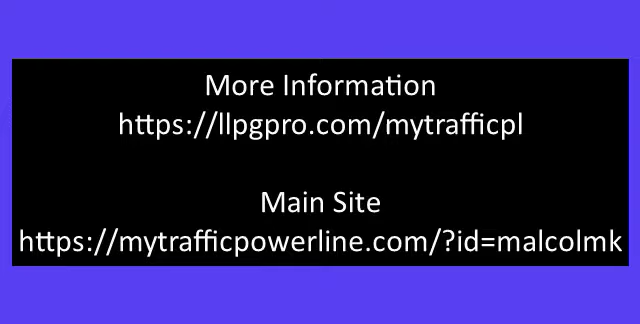 More Information
https://llpgpro.com/mytrafficpl
Main Site
https://mytrafficpowerline.com/?id=malcolmk